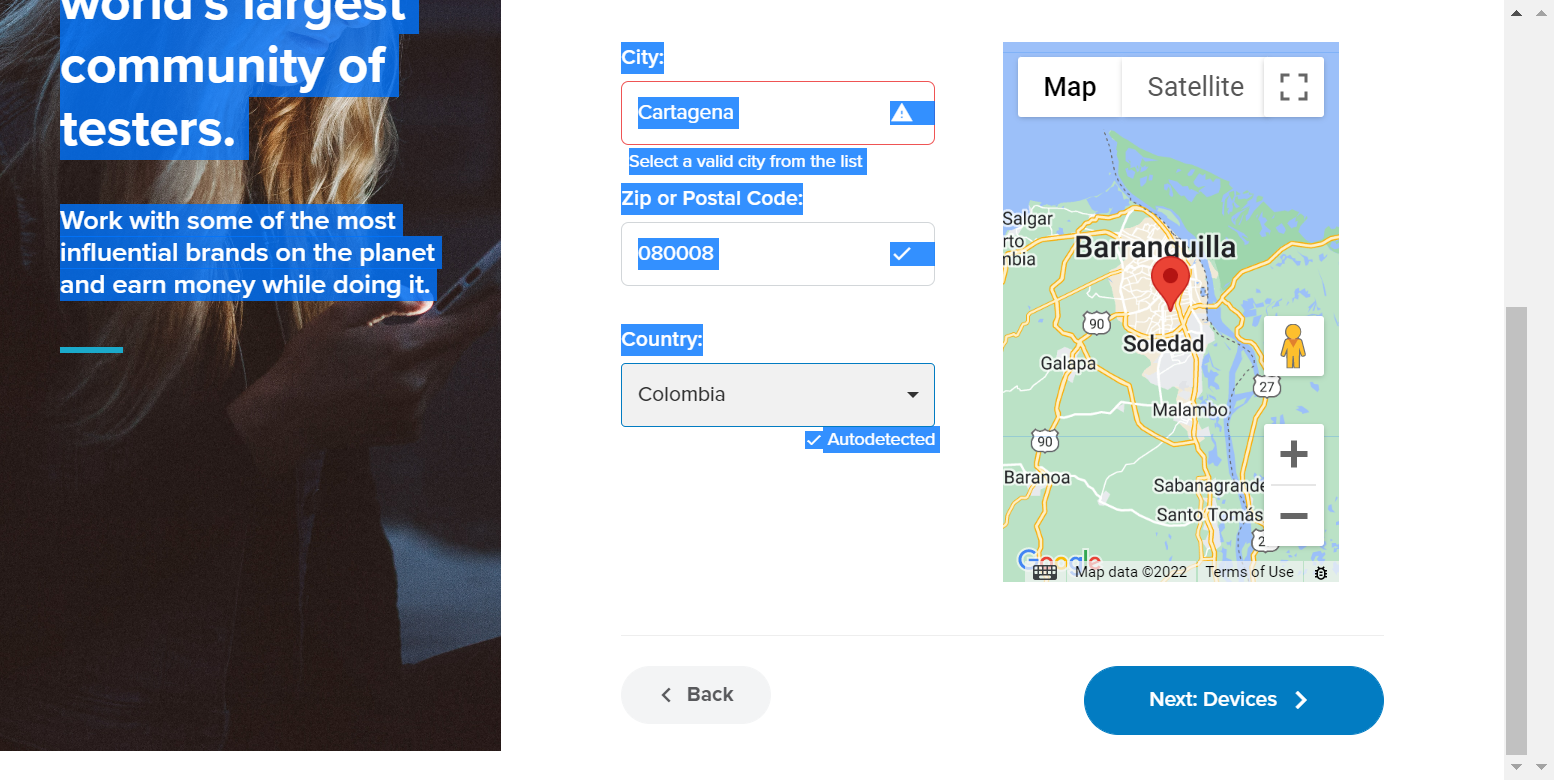 world's largest
community of
testers.
Work with some of the most
influential brands on the planet
and earn money while doing it.
City:
Cartagena
Select a valid city from the list
Zip or Postal Code:
080008
Country:
Colombia
Autodetected
Map Satellite
Salgar
rto
nbia
Barranquilla
90
Soledad
Galapa
27
Malambo
90
Baranoa
Sabanagrande
Santo Tomás
2
Google
Map data ©2022 Terms of Use
Back
Next: Devices